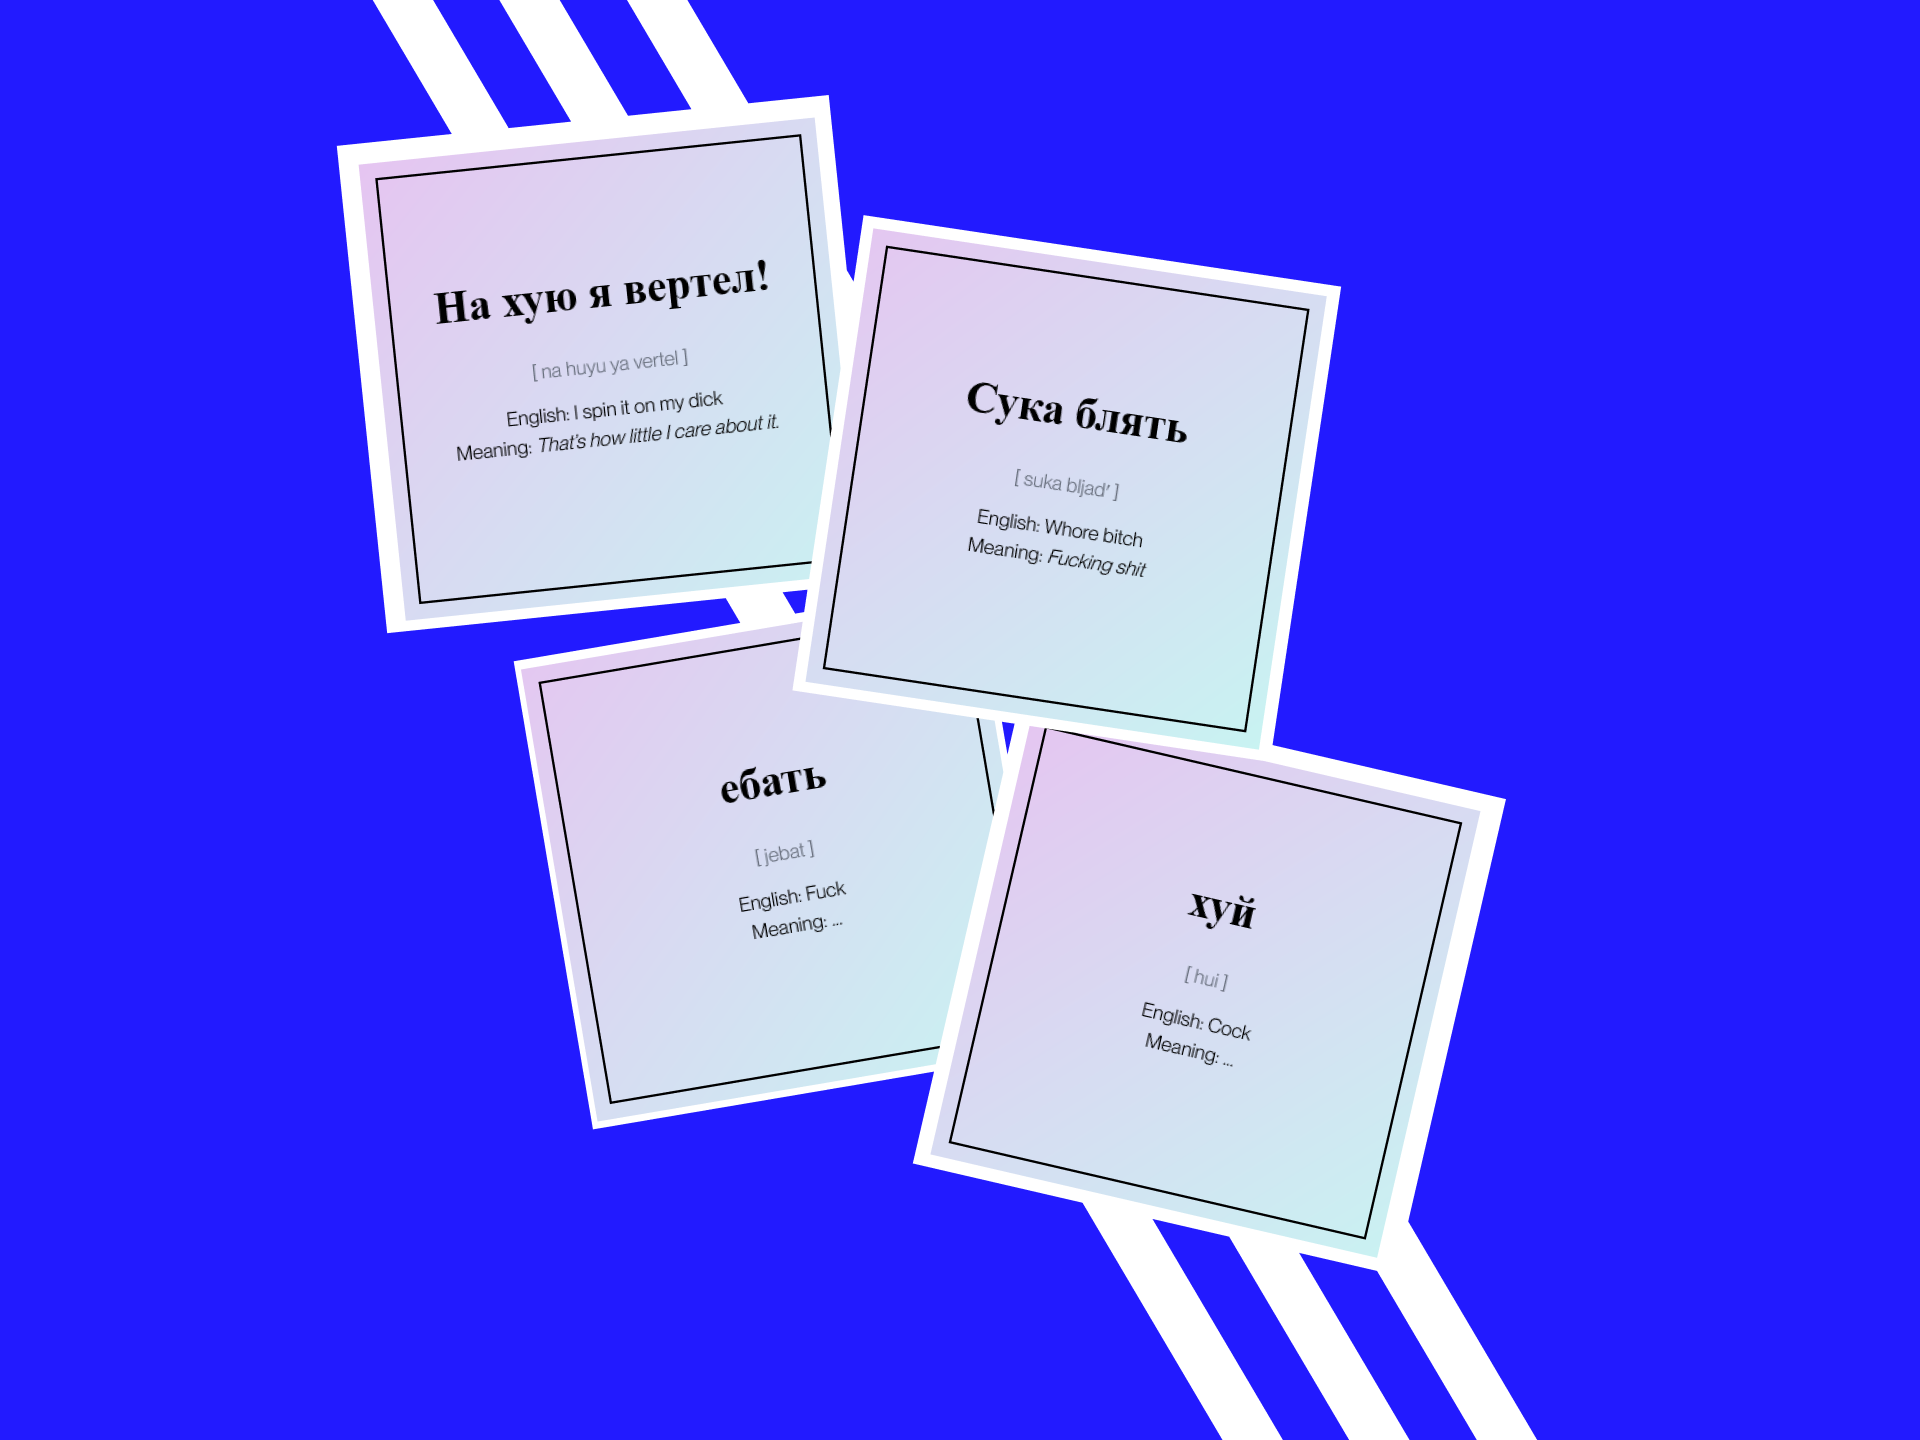 На хую я вертел!
[ na huyu ya vertel ]
English: I spin it on my dick
Meaning: That's how little I care about it.
Сука блять
[ suka bljad' ]
English: Whore bitch
Meaning: Fucking shit
ебать
[ jebat ]
English: Fuck
Meaning: ...
хуй
[ hui ]
English: Cock
Meaning: ...